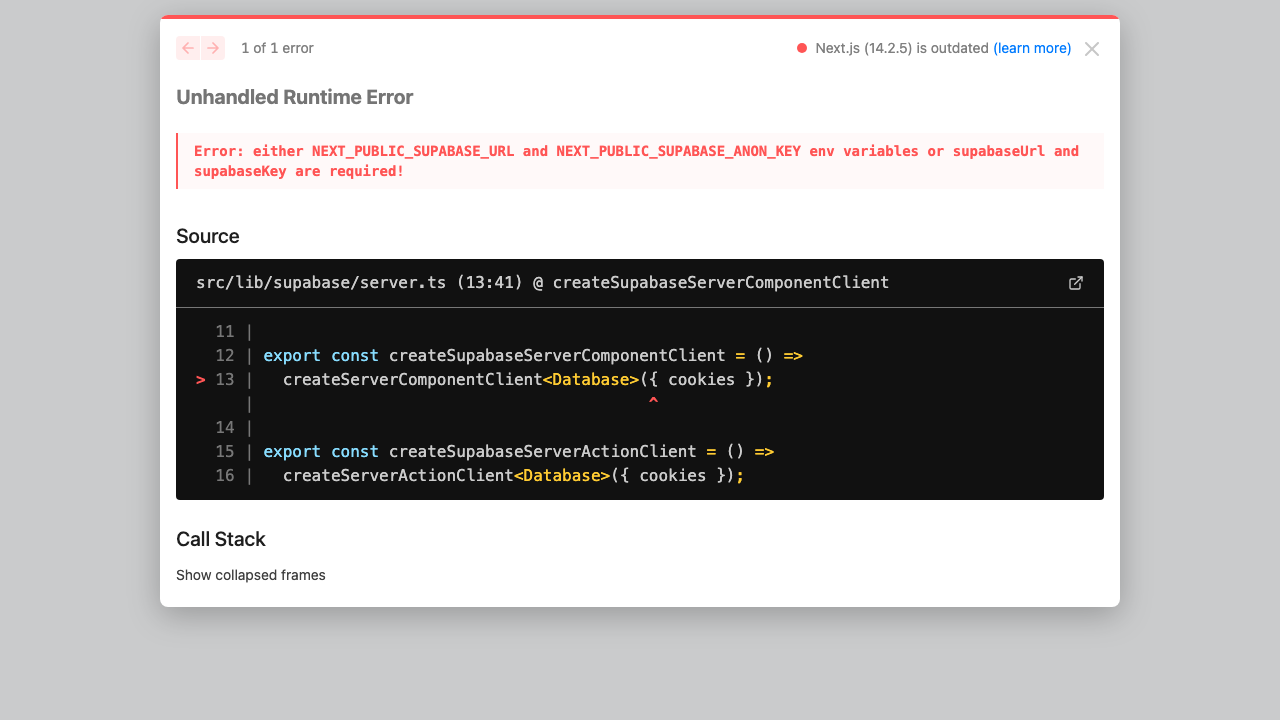 1 of 1 error
Next.js (14.2.5) is outdated (learn more)
Unhandled Runtime Error
Error: either NEXT_PUBLIC_SUPABASE_URL and NEXT_PUBLIC_SUPABASE_ANON_KEY env variables or supabaseUrl and
supabaseKey are required!
Source
src/lib/supabase/server.ts (13:41) @ createSupabaseServerComponentClient
  11 |
  12 | export const createSupabaseServerComponentClient = () =>
> 13 |   createServerComponentClient<Database>({ cookies });
     |                                         ^
  14 |
  15 | export const createSupabaseServerActionClient = () =>
  16 |   createServerActionClient<Database>({ cookies });
Call Stack
Show collapsed frames